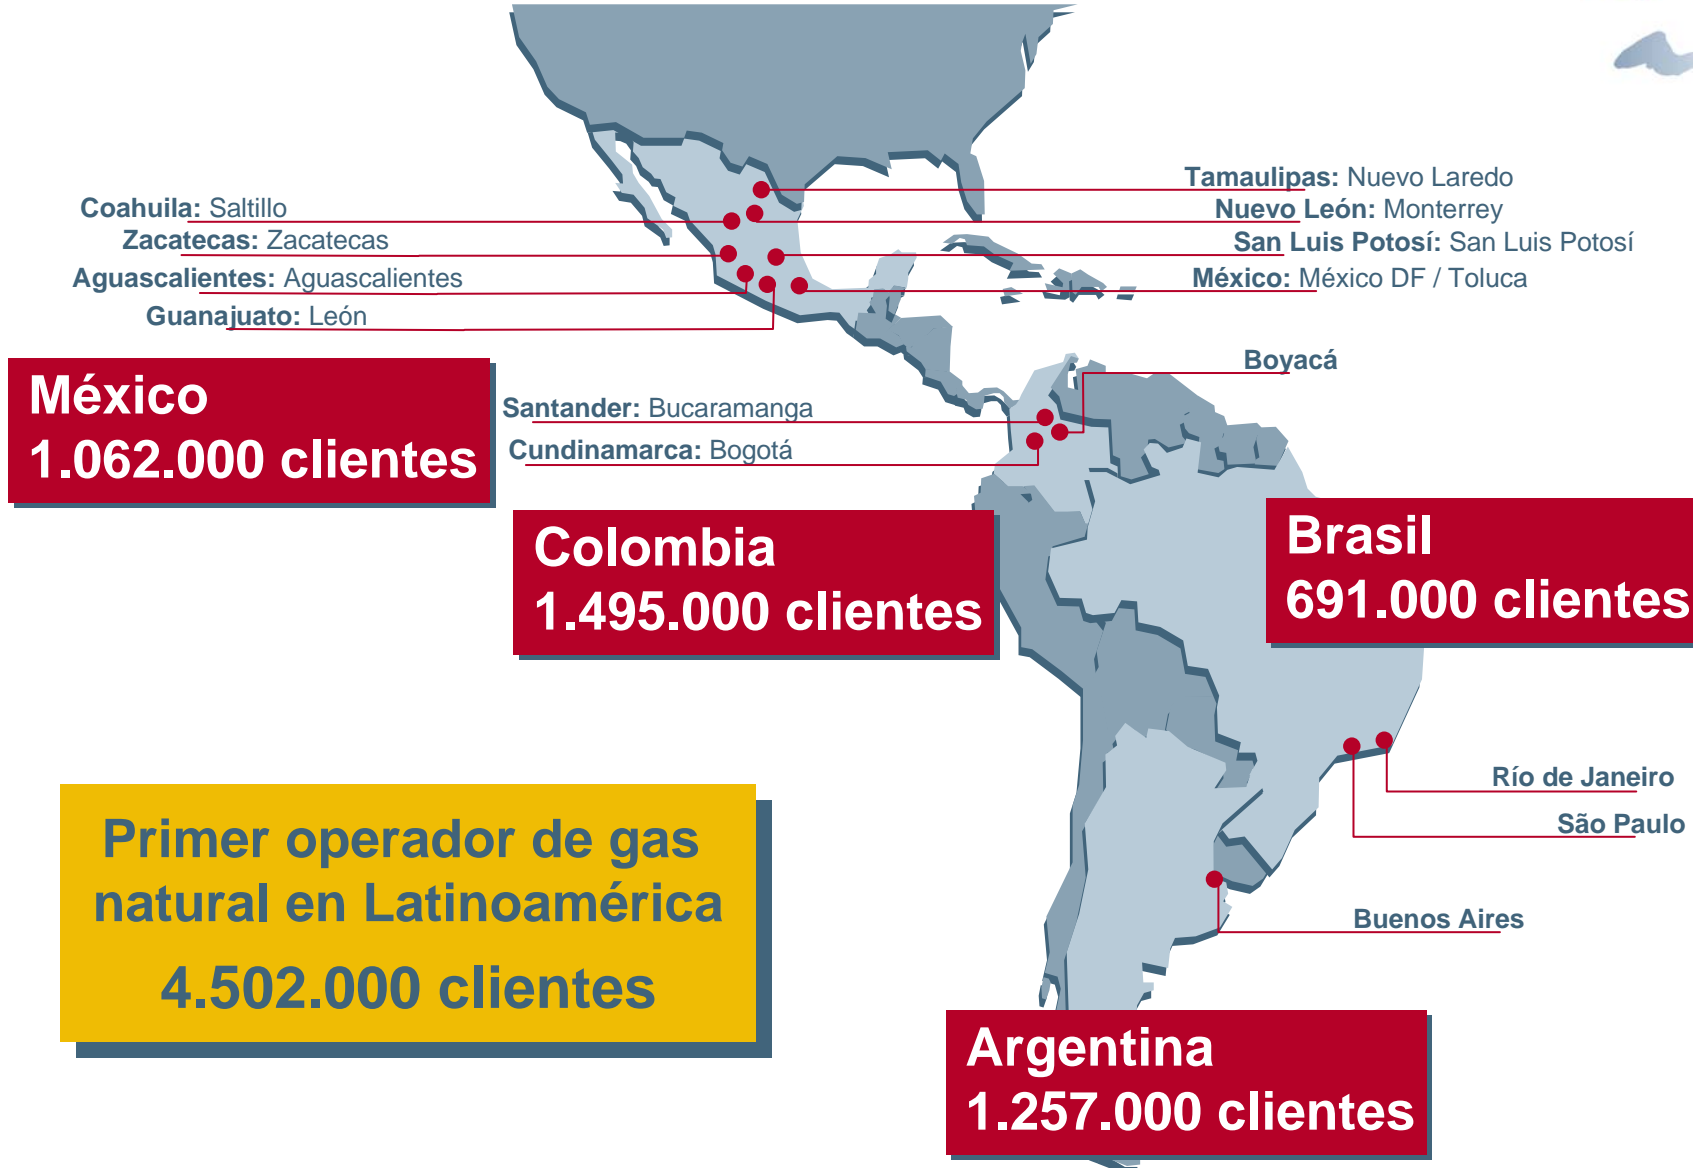 Tamaulipas: Nuevo Laredo
Coahuila: Saltillo
Nuevo León: Monterrey
Zacatecas: Zacatecas
San Luis Potosí: San Luis Potosí
Aguascalientes: Aguascalientes
México: México DF / Toluca
Guanajuato: León
México
1.062.000 clientes
Boyacá
Santander: Bucaramanga
Cundinamarca: Bogotá
Colombia
1.495.000 clientes
Brasil
691.000 clientes
Río de Janeiro
São Paulo
Primer operador de gas
natural en Latinoamérica
4.502.000 clientes
Buenos Aires
Argentina
1.257.000 clientes